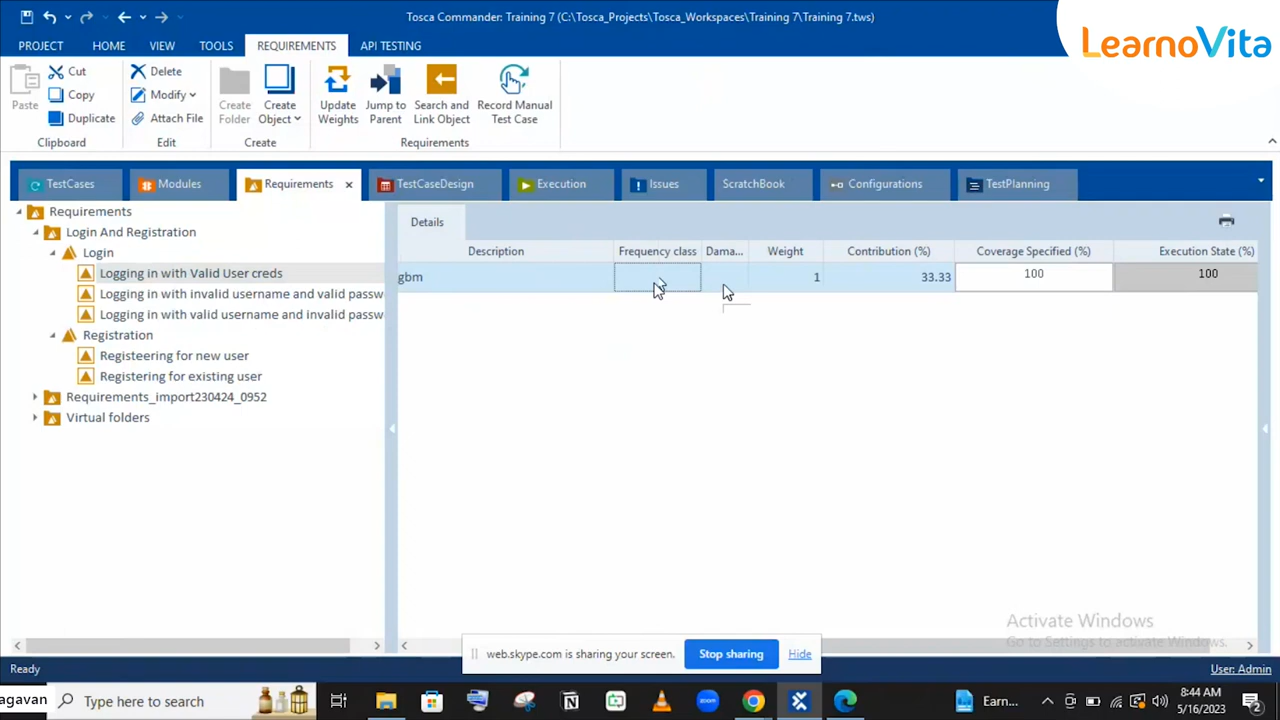 Tosca Commander: Training 7 (C:\Tosca_Projects\Tosca_Workspaces\Training 7\Training 7.tws)
LearnoVita
PROJECT HOME VIEW TOOLS REQUIREMENTS API TESTING
Paste
Cut
Copy
Duplicate
Clipboard
Delete
Modify
Attach File
Edit
Create Folder
Create Object
Create
Update Weights
Jump to Parent
Search and Link Object
Record Manual Test Case
Requirements
TestCases Modules Requirements TestCaseDesign Execution Issues ScratchBook Configurations TestPlanning
Requirements
Login And Registration
Login
Logging in with Valid User creds
Logging in with invalid username and valid passw
Logging in with valid username and invalid passw
Registration
Registeering for new user
Registering for existing user
Requirements_import230424_0952
Virtual folders
Details
Description Frequency class Dama... Weight Contribution (%) Coverage Specified (%) Execution State (%)
gbm 1 33.33 100 100
Activate Windows
Go to Settings to activate Windows.
web.skype.com is sharing your screen. Stop sharing Hide
Ready
User: Admin
agavan
Type here to search
Earn...
8:44 AM
5/16/2023
2